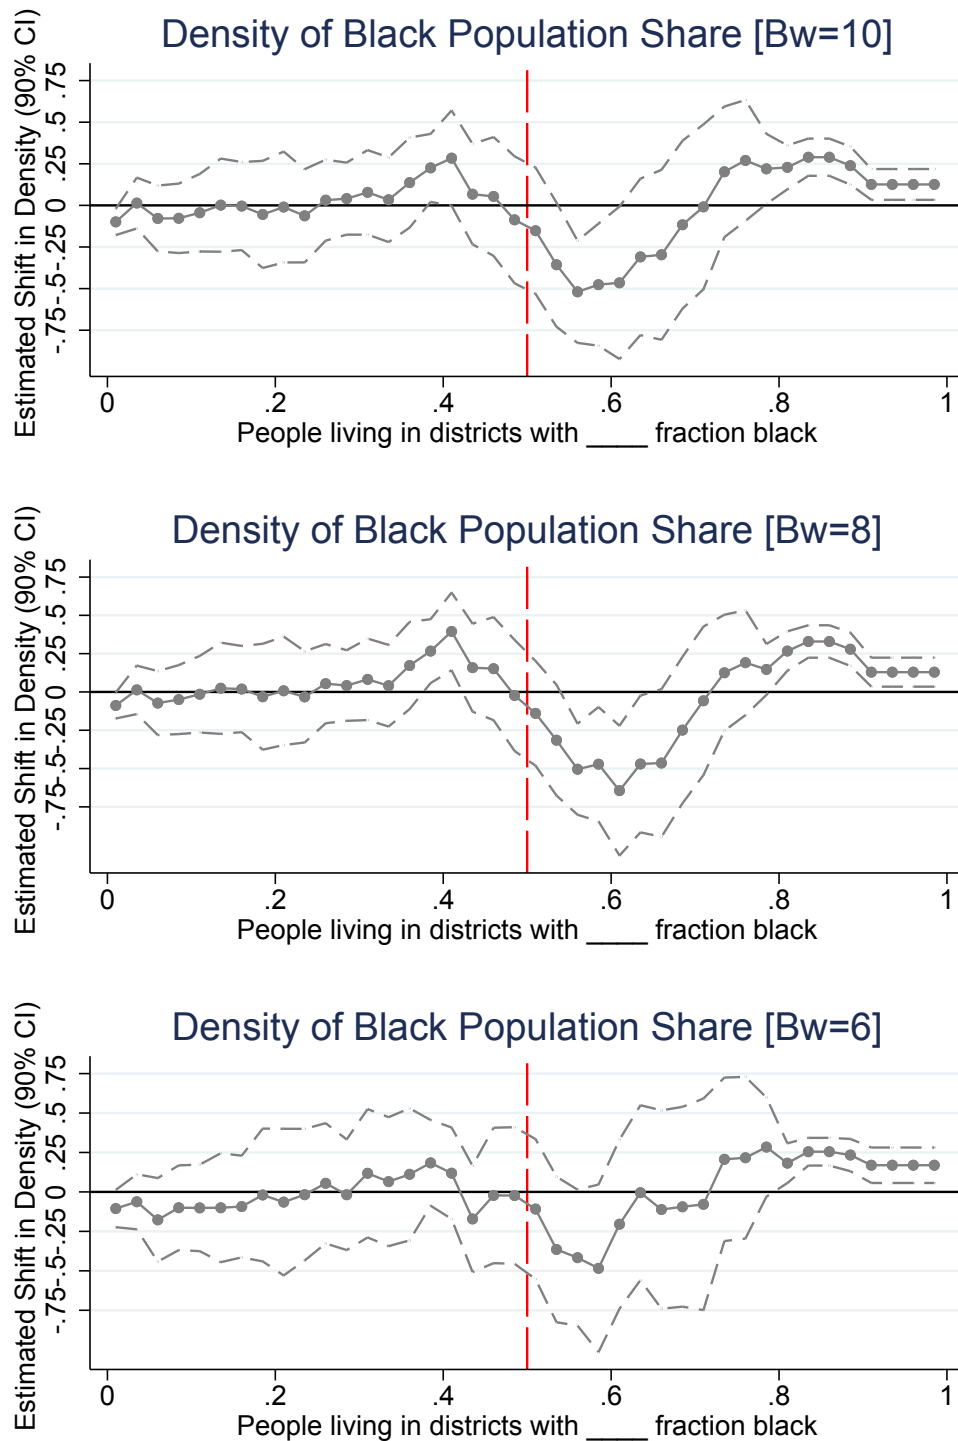 Density of Black Population Share [Bw=10]
Estimated Shift in Density (90% CI)
.75
.5
.25
0
-.25
-.5
-.75
0 .2 .4 .6 .8 1
People living in districts with ____ fraction black
Density of Black Population Share [Bw=8]
Estimated Shift in Density (90% CI)
.75
.5
.25
0
-.25
-.5
-.75
0 .2 .4 .6 .8 1
People living in districts with ____ fraction black
Density of Black Population Share [Bw=6]
Estimated Shift in Density (90% CI)
.75
.5
.25
0
-.25
-.5
-.75
0 .2 .4 .6 .8 1
People living in districts with ____ fraction black